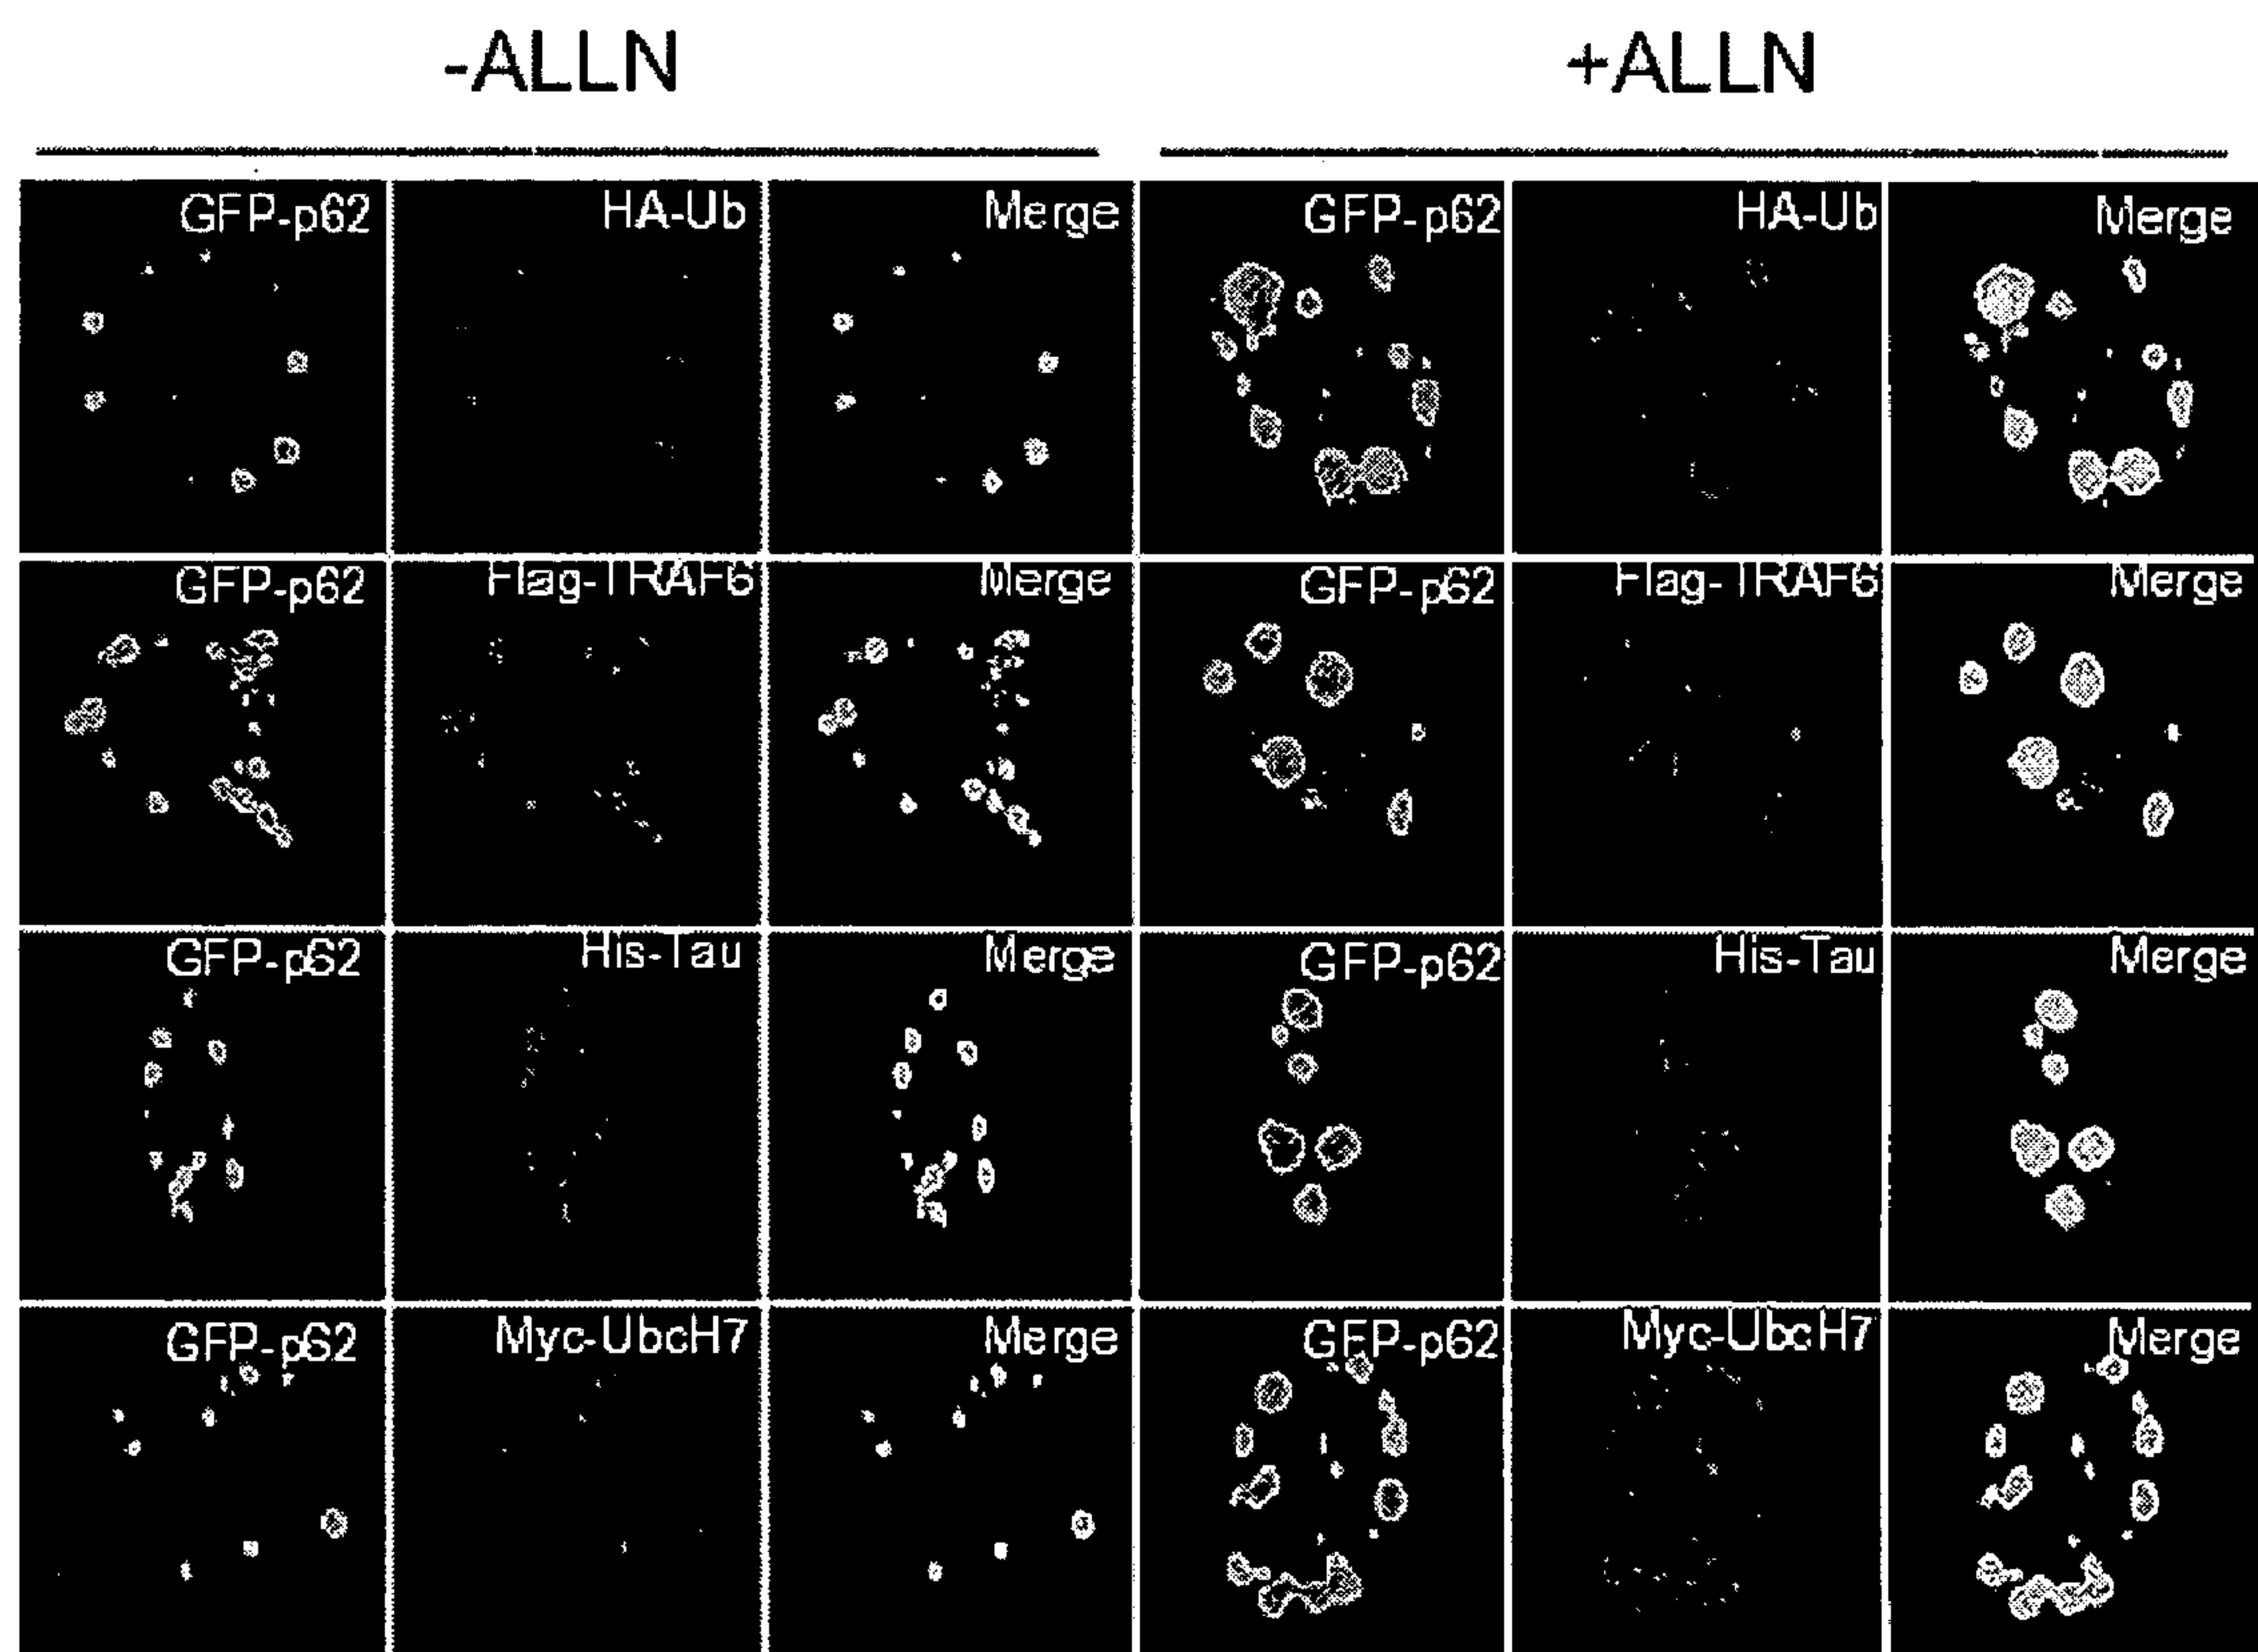 -ALLN +ALLN
GFP-p62 HA-Ub Merge GFP-p62 HA-Ub Merge
GFP-p62 Flag-TRAF6 Merge GFP-p62 Flag-TRAF6 Merge
GFP-p62 His-Tau Merge GFP-p62 His-Tau Merge
GFP-p62 Myc-UbcH7 Merge GFP-p62 Myc-UbcH7 Merge